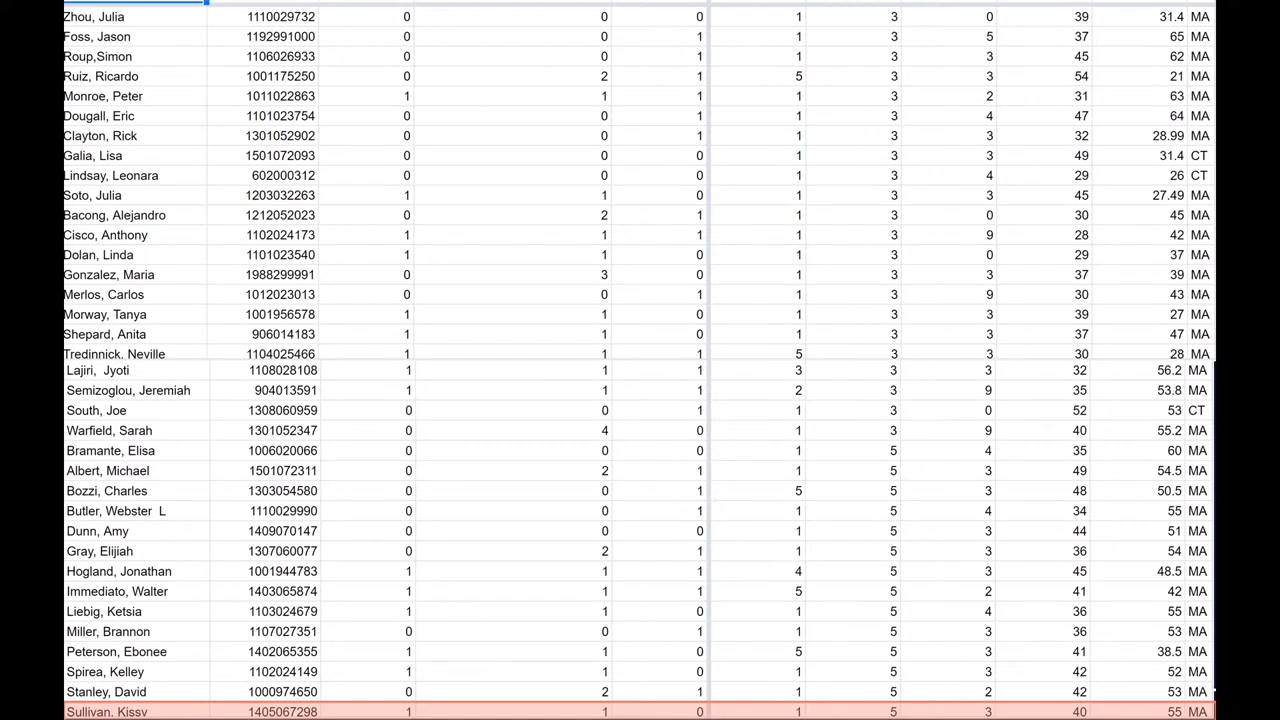 Zhou, Julia 1110029732 0 0 0 1 3 0 39 31.4 MA
Foss, Jason 1192991000 0 0 1 1 3 5 37 65 MA
Roup,Simon 1106026933 0 0 1 1 3 3 45 62 MA
Ruiz, Ricardo 1001175250 0 2 1 5 3 3 54 21 MA
Monroe, Peter 1011022863 1 1 1 1 3 2 31 63 MA
Dougall, Eric 1101023754 0 0 1 1 3 4 47 64 MA
Clayton, Rick 1301052902 0 0 1 1 3 3 32 28.99 MA
Galia, Lisa 1501072093 0 0 0 1 3 3 49 31.4 CT
Lindsay, Leonara 602000312 0 0 0 1 3 4 29 26 CT
Soto, Julia 1203032263 1 1 0 1 3 3 45 27.49 MA
Bacong, Alejandro 1212052023 0 2 1 1 3 0 30 45 MA
Cisco, Anthony 1102024173 1 1 1 1 3 9 28 42 MA
Dolan, Linda 1101023540 1 1 0 1 3 0 29 37 MA
Gonzalez, Maria 1988299991 0 3 0 1 3 3 37 39 MA
Merlos, Carlos 1012023013 0 0 1 1 3 9 30 43 MA
Morway, Tanya 1001956578 1 1 0 1 3 3 39 27 MA
Shepard, Anita 906014183 1 1 0 1 3 3 37 47 MA
Tredinnick, Neville 1104025466 1 1 1 5 3 3 30 28 MA
Lajiri, Jyoti 1108028108 1 1 1 3 3 3 32 56.2 MA
Semizoglou, Jeremiah 904013591 1 1 1 2 3 9 35 53.8 MA
South, Joe 1308060959 0 0 1 1 3 0 52 53 CT
Warfield, Sarah 1301052347 0 4 0 1 3 9 40 55.2 MA
Bramante, Elisa 1006020066 0 0 0 1 5 4 35 60 MA
Albert, Michael 1501072311 0 2 1 1 5 3 49 54.5 MA
Bozzi, Charles 1303054580 0 0 1 5 5 3 48 50.5 MA
Butler, Webster L 1110029990 0 0 1 1 5 4 34 55 MA
Dunn, Amy 1409070147 0 0 0 1 5 3 44 51 MA
Gray, Elijiah 1307060077 0 2 1 1 5 3 36 54 MA
Hogland, Jonathan 1001944783 1 1 1 4 5 3 45 48.5 MA
Immediato, Walter 1403065874 1 1 1 5 5 2 41 42 MA
Liebig, Ketsia 1103024679 1 1 0 1 5 4 36 55 MA
Miller, Brannon 1107027351 0 0 1 1 5 3 36 53 MA
Peterson, Ebonee 1402065355 1 1 0 5 5 3 41 38.5 MA
Spirea, Kelley 1102024149 1 1 0 1 5 3 42 52 MA
Stanley, David 1000974650 0 2 1 1 5 2 42 53 MA
Sullivan, Kissy 1405067298 1 1 0 1 5 3 40 55 MA